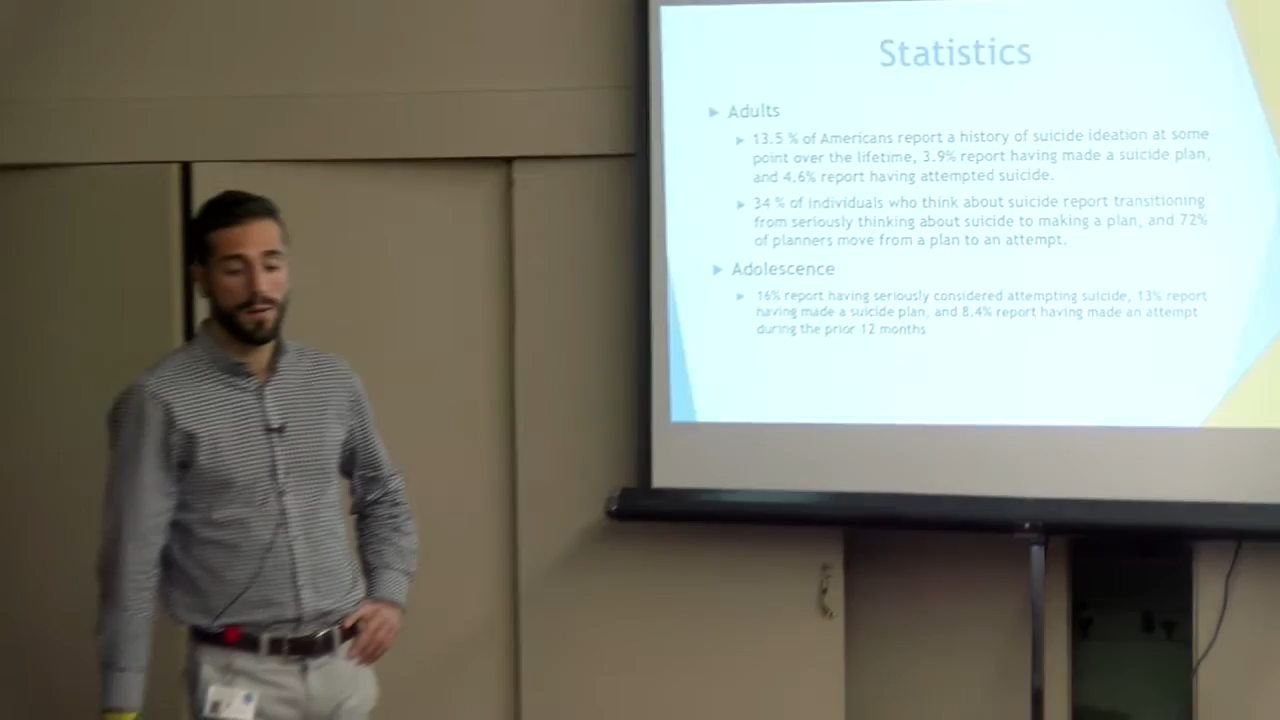 Statistics
Adults
13.5 % of Americans report a history of suicide ideation at some
point over the lifetime, 3.9% report having made a suicide plan,
and 4.6% report having attempted suicide.
34 % of individuals who think about suicide report transitioning
from seriously thinking about suicide to making a plan, and 72%
of planners move from a plan to an attempt.
Adolescence
16% report having seriously considered attempting suicide, 13% report
having made a suicide plan, and 8.4% report having made an attempt
during the prior 12 months